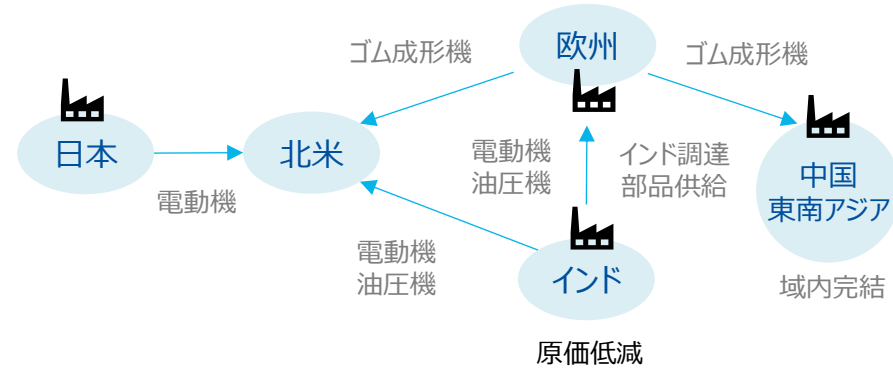 欧州
ゴム成形機
ゴム成形機
日本
北米
電動機
電動機
油圧機
インド調達
部品供給
中国
東南アジア
電動機
油圧機
インド
域内完結
原価低減